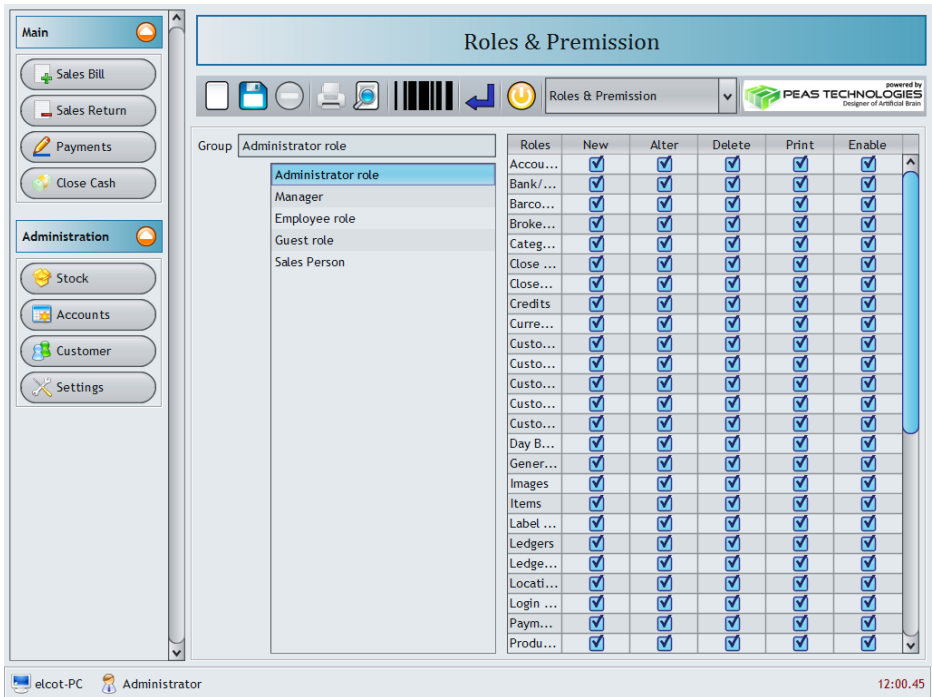 Main
Sales Bill
Sales Return
Payments
Close Cash
Administration
Stock
Accounts
Customer
Settings
Roles & Premission
Roles & Premission
powered by
PEAS TECHNOLOGIES
Designer of Artificial Brain
Group Administrator role
Administrator role
Manager
Employee role
Guest role
Sales Person
Roles New Alter Delete Print Enable
Accou...
Bank/...
Barco...
Broke...
Categ...
Close ...
Close...
Credits
Curre...
Custo...
Custo...
Custo...
Custo...
Custo...
Day B...
Gener...
Images
Items
Label ...
Ledgers
Ledge...
Locati...
Login ...
Paym...
Produ...
elcot-PC Administrator 12:00.45